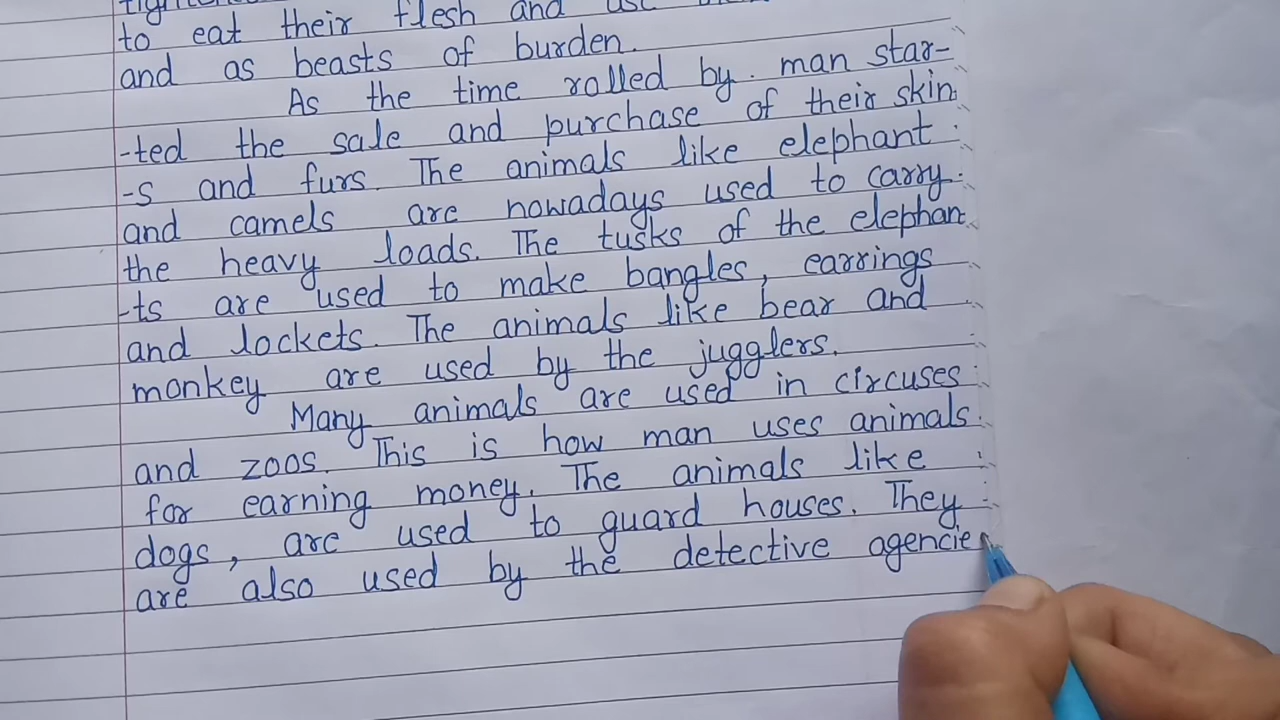 to eat their flesh and use
and as beasts of burden.
As the time rolled by. man star-
-ted the sale and purchase of their skin
-s and furs. The animals like elephant
and camels are nowadays used to carry
the heavy loads. The tusks of the elephan
-ts are used to make bangles, earrings
and lockets. The animals like bear and
monkey are used by the jugglers.
Many animals are used in circuses
and zoos. This is how man uses animals
for earning money. The animals like
dogs, are used to guard houses. They
are also used by the detective agencie